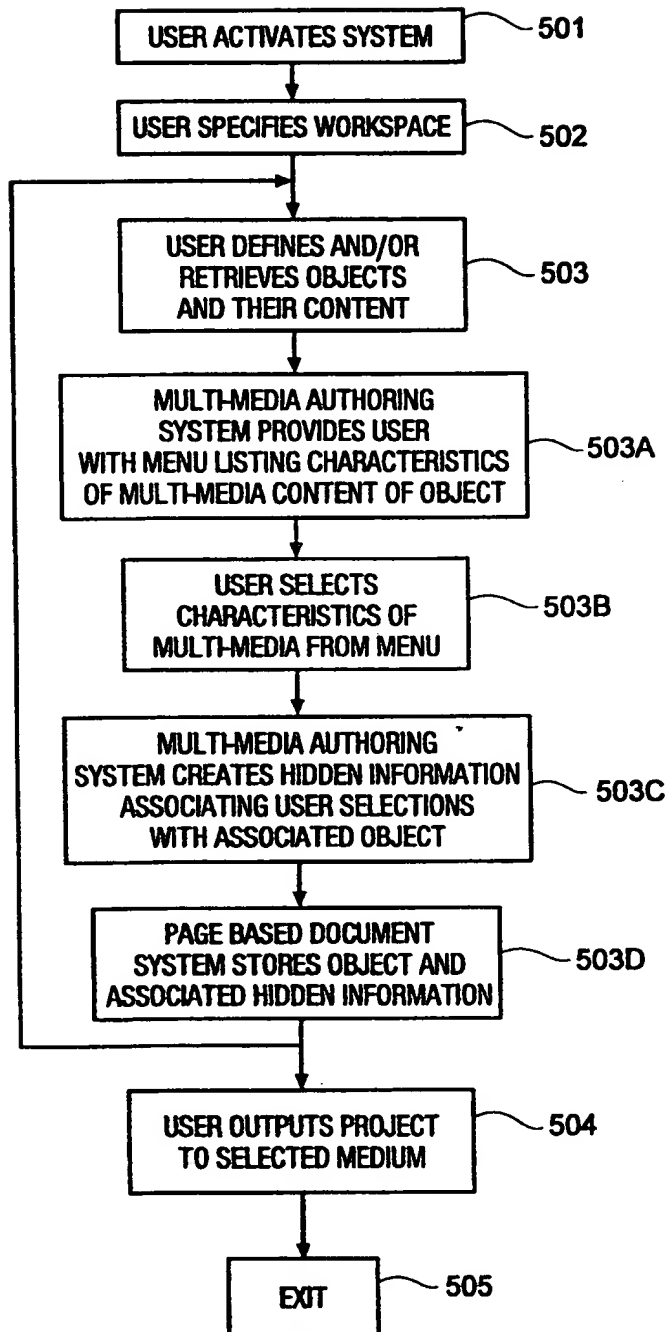 USER ACTIVATES SYSTEM
501
USER SPECIFIES WORKSPACE
502
USER DEFINES AND/OR
RETRIEVES OBJECTS
AND THEIR CONTENT
503
MULTI-MEDIA AUTHORING
SYSTEM PROVIDES USER
WITH MENU LISTING CHARACTERISTICS
OF MULTI-MEDIA CONTENT OF OBJECT
503A
USER SELECTS
CHARACTERISTICS OF
MULTI-MEDIA FROM MENU
503B
MULTI-MEDIA AUTHORING
SYSTEM CREATES HIDDEN INFORMATION
ASSOCIATING USER SELECTIONS
WITH ASSOCIATED OBJECT
503C
PAGE BASED DOCUMENT
SYSTEM STORES OBJECT AND
ASSOCIATED HIDDEN INFORMATION
503D
USER OUTPUTS PROJECT
TO SELECTED MEDIUM
504
EXIT
505